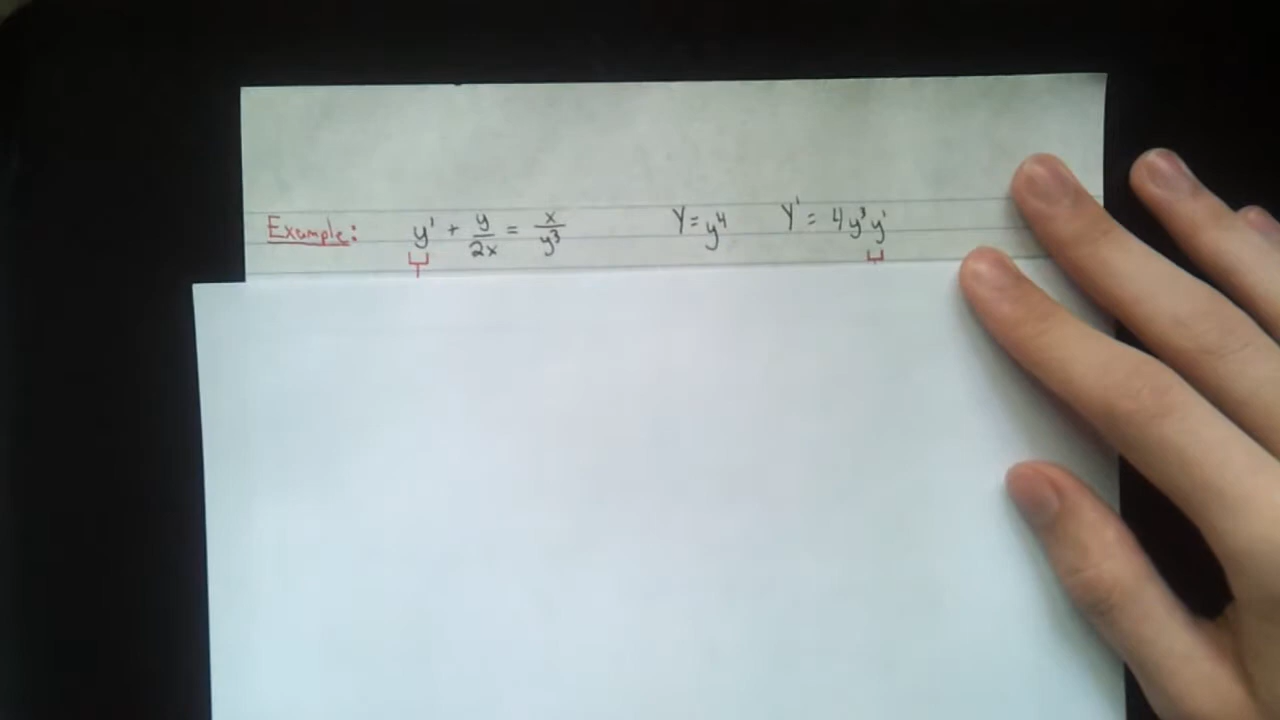 Example: y' + y/2x = x/y³ Y = y⁴ Y' = 4y³y'